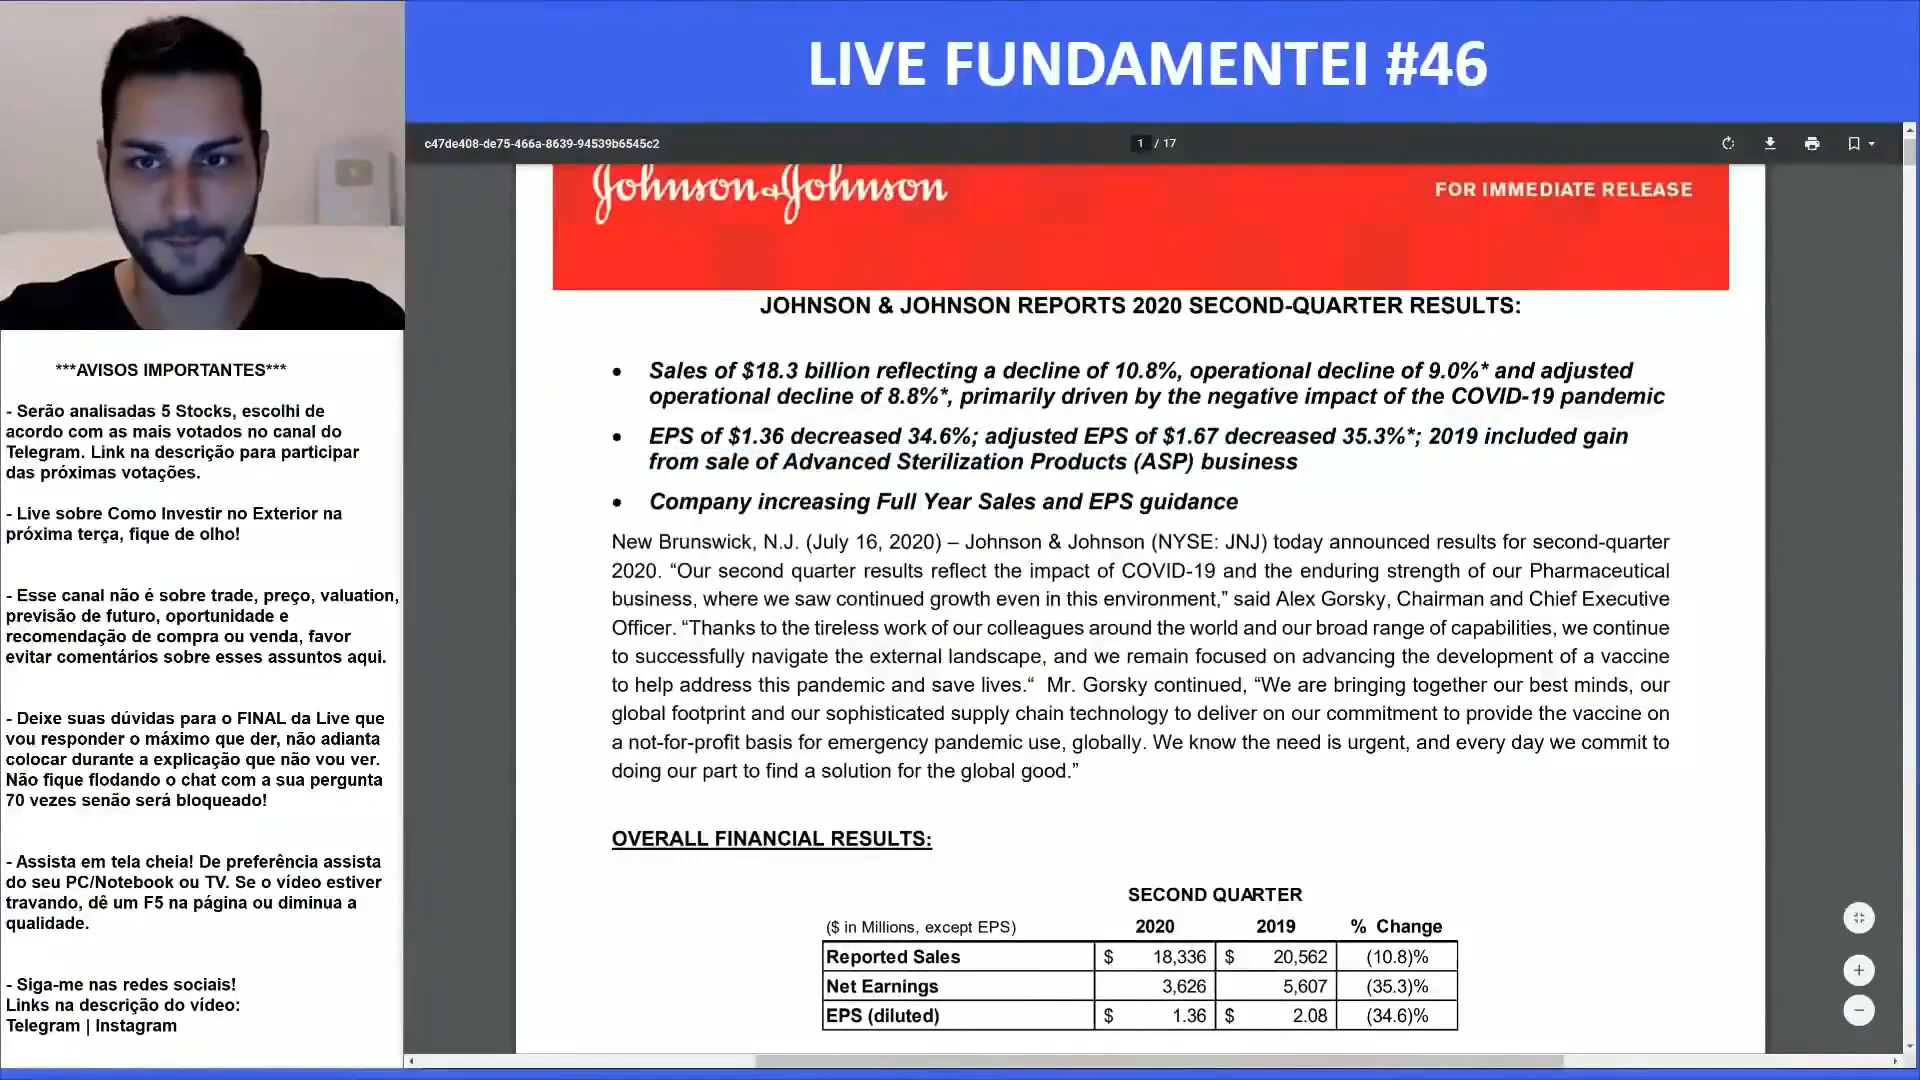 LIVE FUNDAMENTEI #46
c47de408-de75-466a-8639-94539b6545c2
1 / 17
Johnson & Johnson
FOR IMMEDIATE RELEASE
JOHNSON & JOHNSON REPORTS 2020 SECOND-QUARTER RESULTS:
• Sales of $18.3 billion reflecting a decline of 10.8%, operational decline of 9.0%* and adjusted
operational decline of 8.8%*, primarily driven by the negative impact of the COVID-19 pandemic
• EPS of $1.36 decreased 34.6%; adjusted EPS of $1.67 decreased 35.3%*; 2019 included gain
from sale of Advanced Sterilization Products (ASP) business
• Company increasing Full Year Sales and EPS guidance
New Brunswick, N.J. (July 16, 2020) – Johnson & Johnson (NYSE: JNJ) today announced results for second-quarter
2020. “Our second quarter results reflect the impact of COVID-19 and the enduring strength of our Pharmaceutical
business, where we saw continued growth even in this environment,” said Alex Gorsky, Chairman and Chief Executive
Officer. “Thanks to the tireless work of our colleagues around the world and our broad range of capabilities, we continue
to successfully navigate the external landscape, and we remain focused on advancing the development of a vaccine
to help address this pandemic and save lives.“ Mr. Gorsky continued, “We are bringing together our best minds, our
global footprint and our sophisticated supply chain technology to deliver on our commitment to provide the vaccine on
a not-for-profit basis for emergency pandemic use, globally. We know the need is urgent, and every day we commit to
doing our part to find a solution for the global good.”
OVERALL FINANCIAL RESULTS:
SECOND QUARTER
($ in Millions, except EPS) 2020 2019 % Change
Reported Sales $ 18,336 $ 20,562 (10.8)%
Net Earnings 3,626 5,607 (35.3)%
EPS (diluted) $ 1.36 $ 2.08 (34.6)%
***AVISOS IMPORTANTES***
- Serão analisadas 5 Stocks, escolhi de
acordo com as mais votados no canal do
Telegram. Link na descrição para participar
das próximas votações.
- Live sobre Como Investir no Exterior na
próxima terça, fique de olho!
- Esse canal não é sobre trade, preço, valuation,
previsão de futuro, oportunidade e
recomendação de compra ou venda, favor
evitar comentários sobre esses assuntos aqui.
- Deixe suas dúvidas para o FINAL da Live que
vou responder o máximo que der, não adianta
colocar durante a explicação que não vou ver.
Não fique flodando o chat com a sua pergunta
70 vezes senão será bloqueado!
- Assista em tela cheia! De preferência assista
do seu PC/Notebook ou TV. Se o vídeo estiver
travando, dê um F5 na página ou diminua a
qualidade.
- Siga-me nas redes sociais!
Links na descrição do vídeo:
Telegram | Instagram